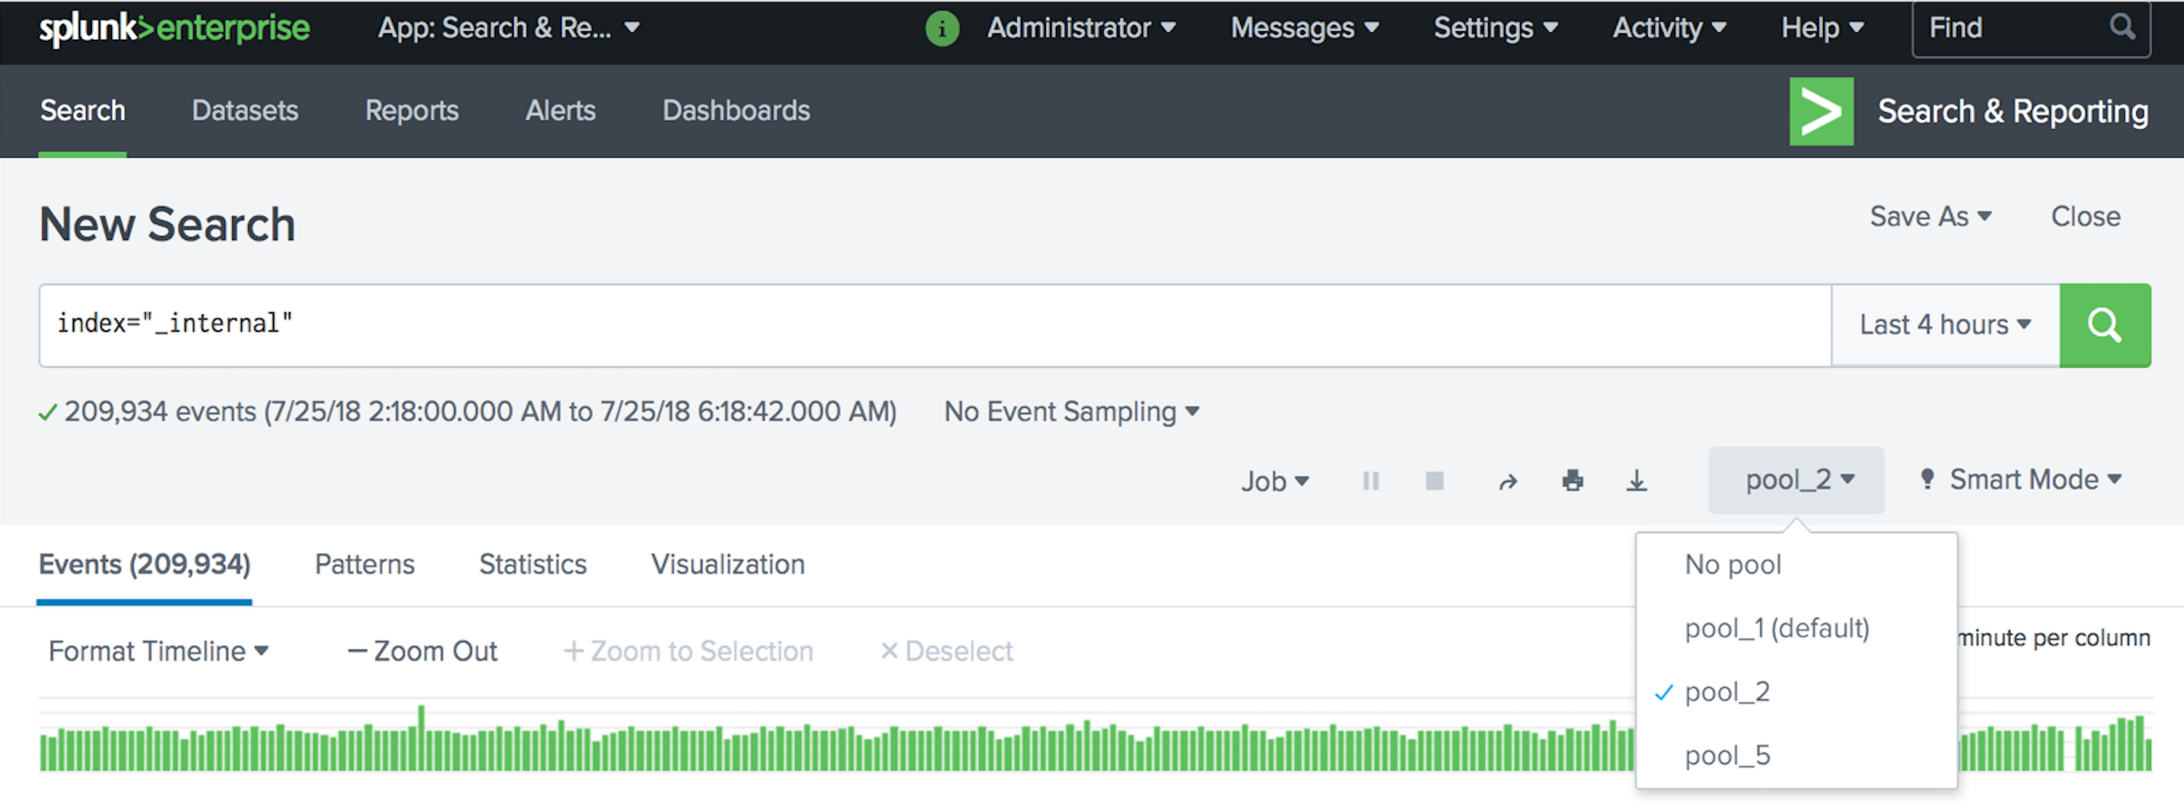 splunk>enterprise App: Search & Re... i Administrator Messages Settings Activity Help Find
Search Datasets Reports Alerts Dashboards Search & Reporting
New Search
Save As Close
index="_internal"
Last 4 hours
209,934 events (7/25/18 2:18:00.000 AM to 7/25/18 6:18:42.000 AM) No Event Sampling
Job pool_2 Smart Mode
Events (209,934) Patterns Statistics Visualization
No pool
pool_1 (default)
pool_2
pool_5
Format Timeline — Zoom Out + Zoom to Selection × Deselect
minute per column